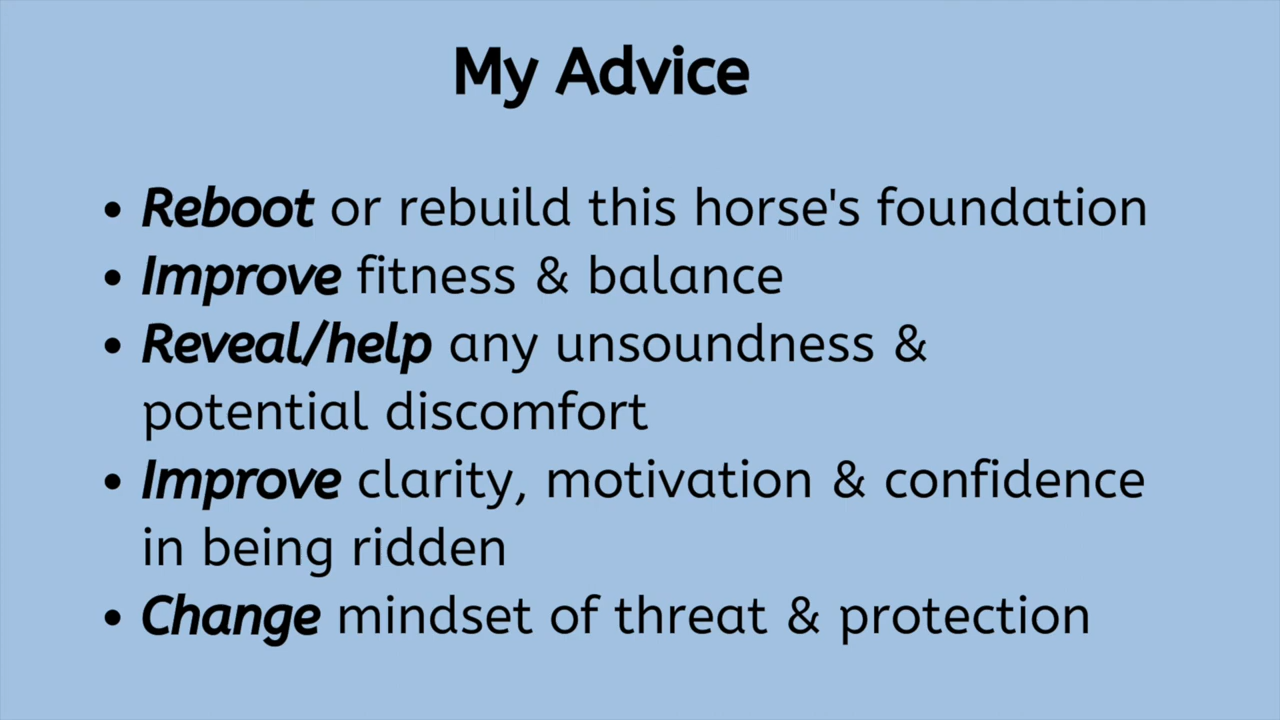 My Advice
• Reboot or rebuild this horse's foundation
• Improve fitness & balance
• Reveal/help any unsoundness &
potential discomfort
• Improve clarity, motivation & confidence
in being ridden
• Change mindset of threat & protection